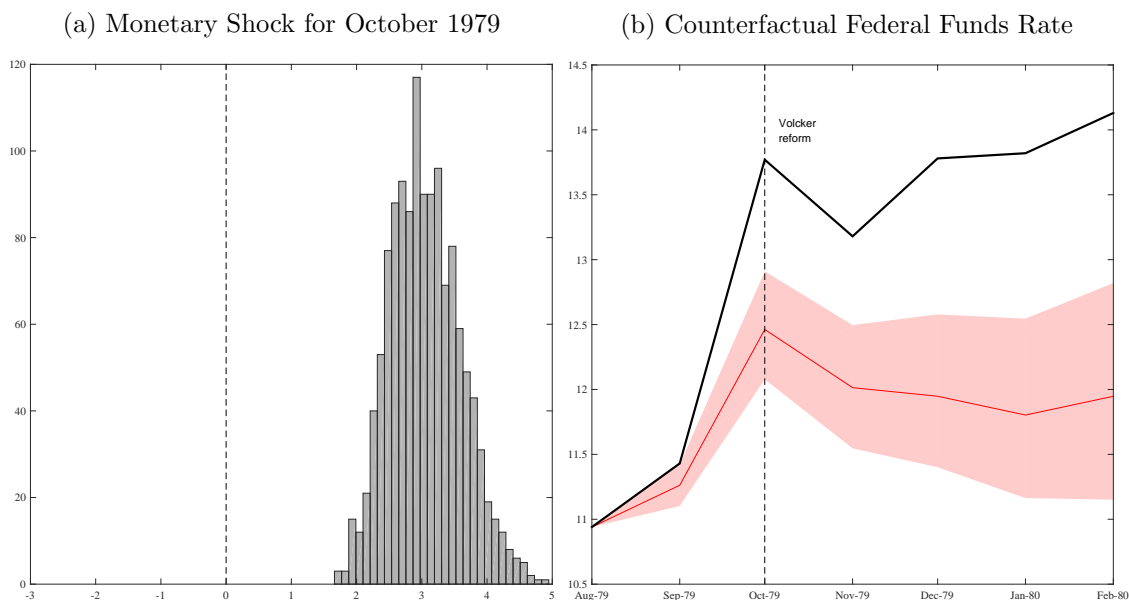 (a) Monetary Shock for October 1979
120
100
80
60
40
20
0
-3 -2 -1 0 1 2 3 4 5
(b) Counterfactual Federal Funds Rate
14.5
14
13.5
13
12.5
12
11.5
11
10.5
Volcker
reform
Aug-79 Sep-79 Oct-79 Nov-79 Dec-79 Jan-80 Feb-80